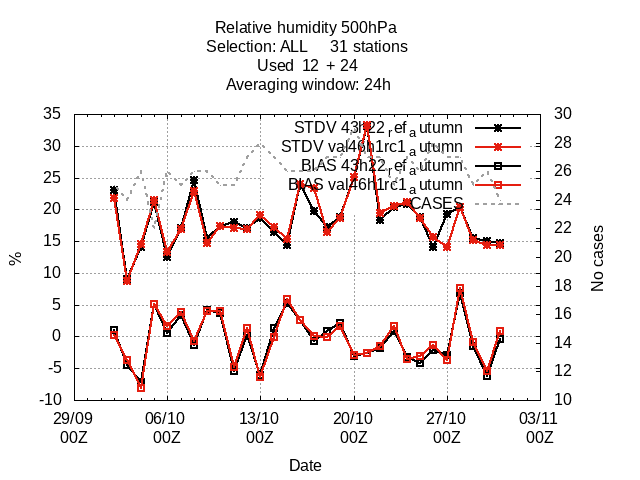 Relative humidity 500hPa
Selection: ALL 31 stations
Used 12 + 24
Averaging window: 24h
STDV 43h22_ref_autumn
STDV val46h1rc1_autumn
BIAS 43h22_ref_autumn
BIAS val46h1rc1_autumn
CASES
35
30
25
20
15
10
5
0
-5
-10
%
30
28
26
24
22
20
18
16
14
12
10
No cases
29/09 06/10 13/10 20/10 27/10 03/11
00Z 00Z 00Z 00Z 00Z 00Z
Date